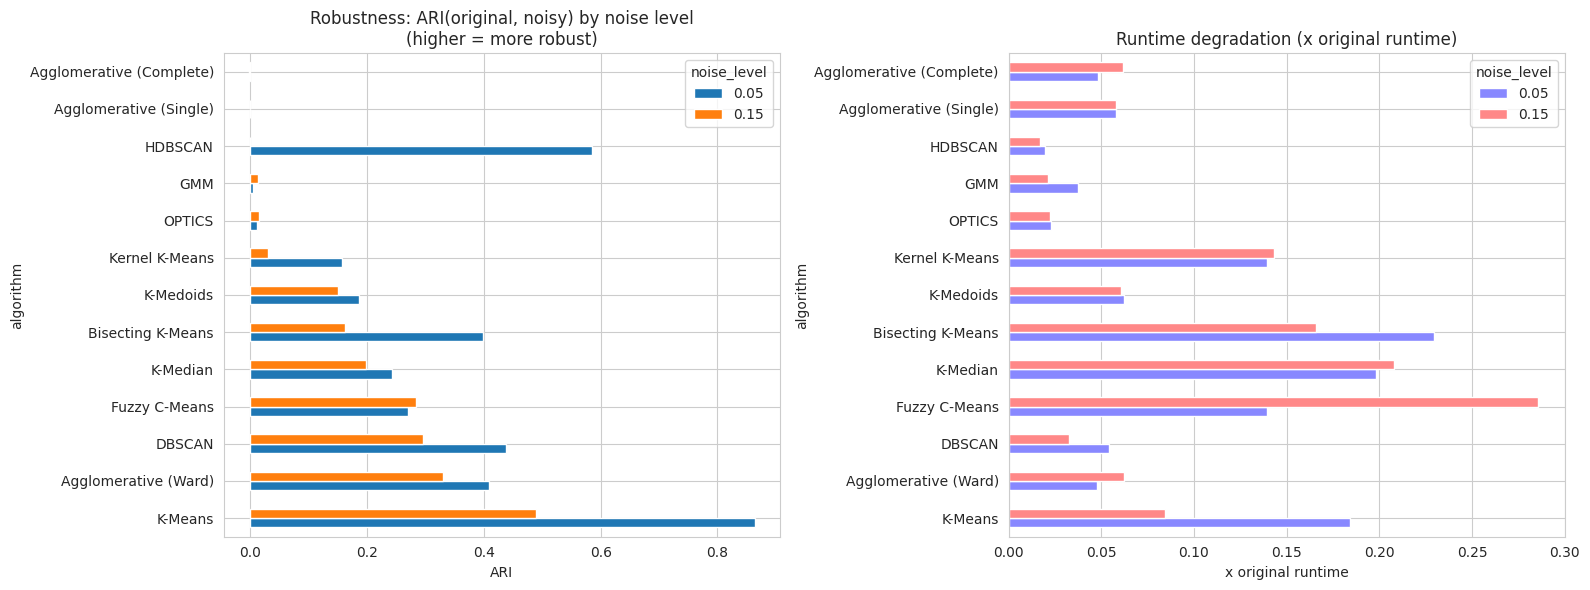 Robustness: ARI(original, noisy) by noise level
(higher = more robust)
Agglomerative (Complete)
Agglomerative (Single)
HDBSCAN
GMM
OPTICS
Kernel K-Means
K-Medoids
Bisecting K-Means
K-Median
Fuzzy C-Means
DBSCAN
Agglomerative (Ward)
K-Means
algorithm
noise_level
0.05
0.15
0.0 0.2 0.4 0.6 0.8
ARI
Runtime degradation (x original runtime)
Agglomerative (Complete)
Agglomerative (Single)
HDBSCAN
GMM
OPTICS
Kernel K-Means
K-Medoids
Bisecting K-Means
K-Median
Fuzzy C-Means
DBSCAN
Agglomerative (Ward)
K-Means
algorithm
noise_level
0.05
0.15
0.00 0.05 0.10 0.15 0.20 0.25 0.30
x original runtime